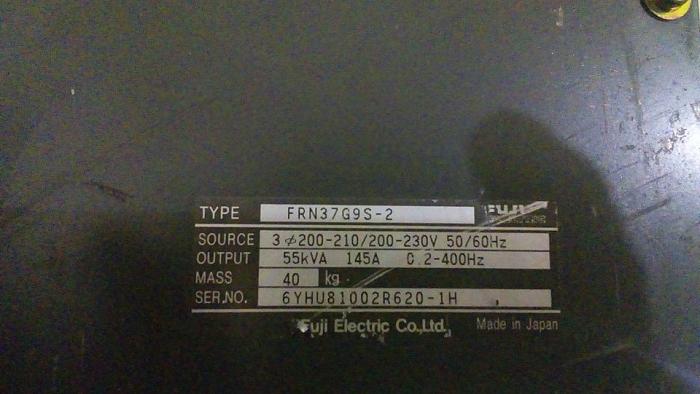 TYPE FRN37G9S-2 FUJI
SOURCE 3φ200-210/200-230V 50/60Hz
OUTPUT 55kVA 145A 0.2-400Hz
MASS 40 kg
SER.NO. 6YHU81002R620-1H
Fuji Electric Co.,Ltd. Made in Japan